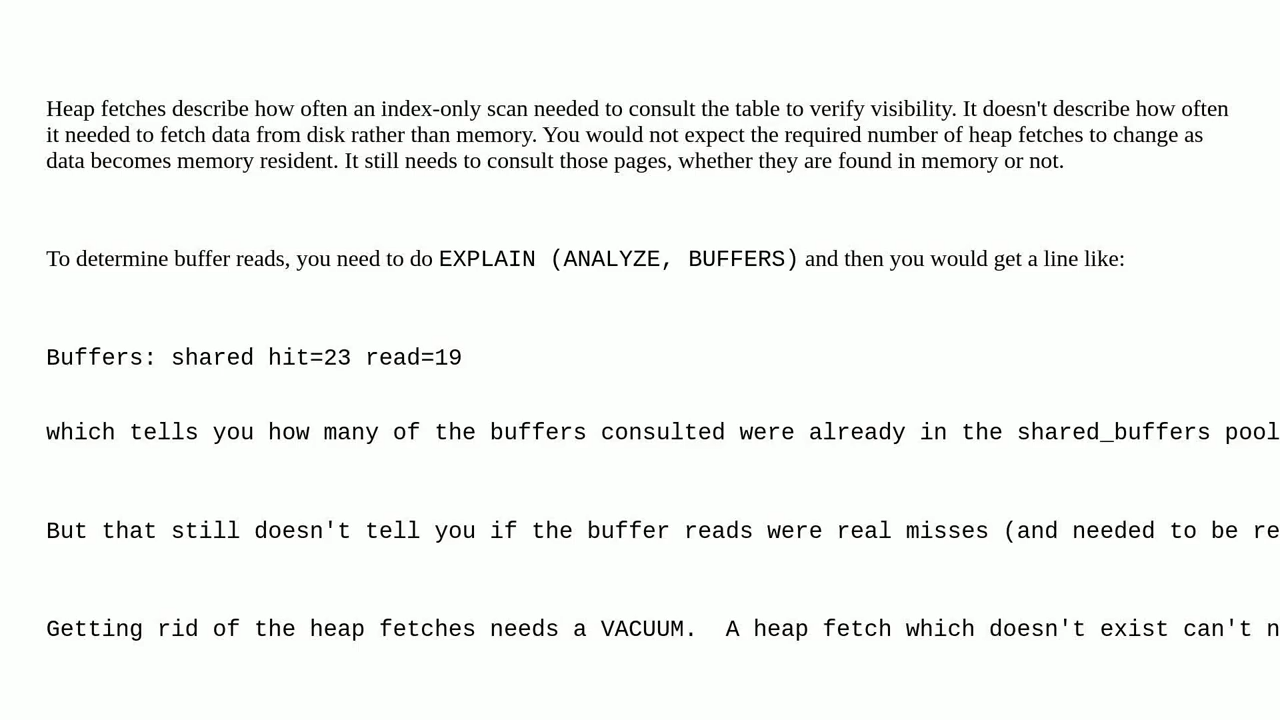 Heap fetches describe how often an index-only scan needed to consult the table to verify visibility. It doesn't describe how often
it needed to fetch data from disk rather than memory. You would not expect the required number of heap fetches to change as
data becomes memory resident. It still needs to consult those pages, whether they are found in memory or not.
To determine buffer reads, you need to do EXPLAIN (ANALYZE, BUFFERS) and then you would get a line like:
Buffers: shared hit=23 read=19
which tells you how many of the buffers consulted were already in the shared_buffers pool
But that still doesn't tell you if the buffer reads were real misses (and needed to be
Getting rid of the heap fetches needs a VACUUM.  A heap fetch which doesn't exist can't